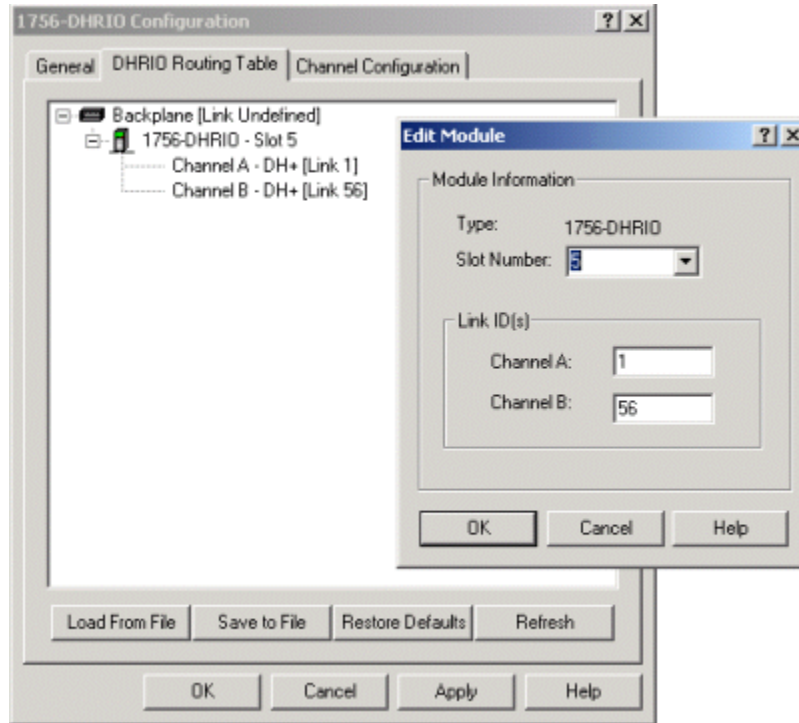 1756-DHRIO Configuration
General DHRIO Routing Table Channel Configuration
Backplane [Link Undefined]
1756-DHRIO - Slot 5
Channel A - DH+ [Link 1]
Channel B - DH+ [Link 56]
Load From File Save to File Restore Defaults Refresh
OK Cancel Apply Help
Edit Module
Module Information
Type: 1756-DHRIO
Slot Number: 5
Link ID(s)
Channel A: 1
Channel B: 56
OK Cancel Help